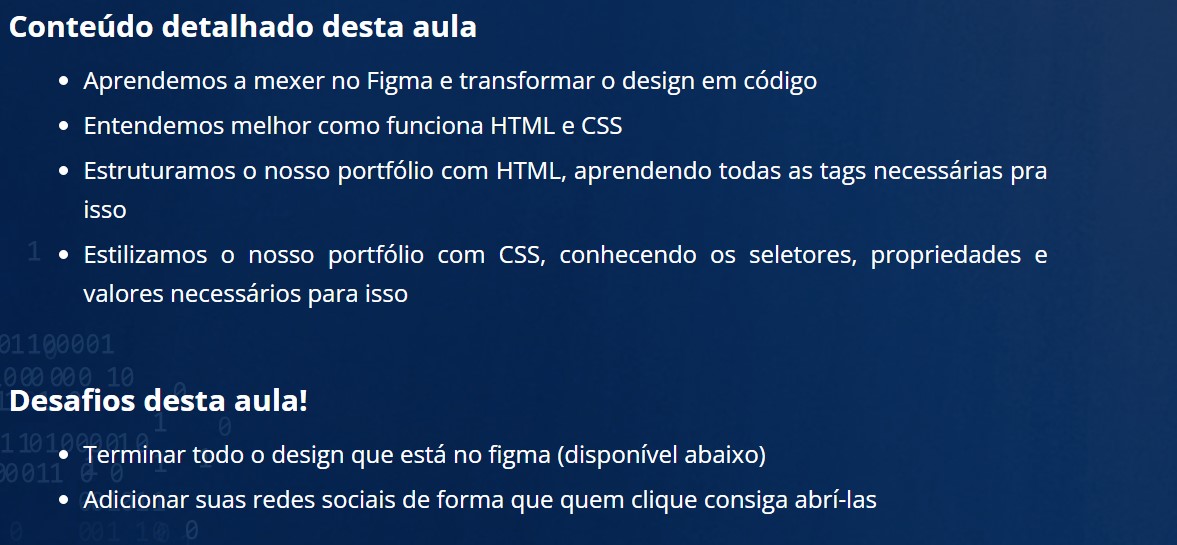 Conteúdo detalhado desta aula
Aprendemos a mexer no Figma e transformar o design em código
Entendemos melhor como funciona HTML e CSS
Estruturamos o nosso portfólio com HTML, aprendendo todas as tags necessárias pra
isso
1
Estilizamos o nosso portfólio com CSS, conhecendo os seletores, propriedades e
valores necessários para isso
Desafios desta aula!
Terminar todo o design que está no figma (disponível abaixo)
Adicionar suas redes sociais de forma que quem clique consiga abrí-las